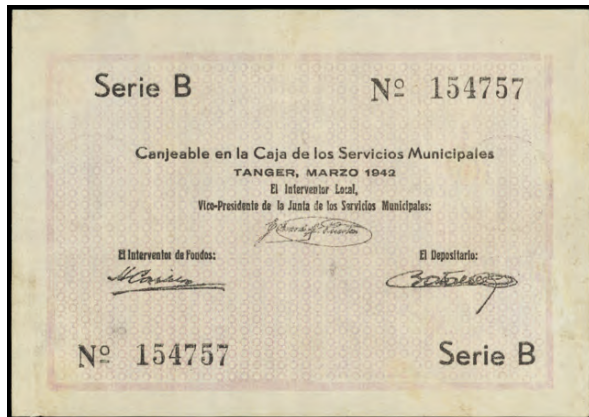 Serie B
Nº 154757
Canjeable en la Caja de los Servicios Municipales
TANGER, MARZO 1942
El Interventor Local,
Vice-Presidente de la Junta de los Servicios Municipales:
El Interventor de Fondos:
El Depositario:
Nº 154757
Serie B